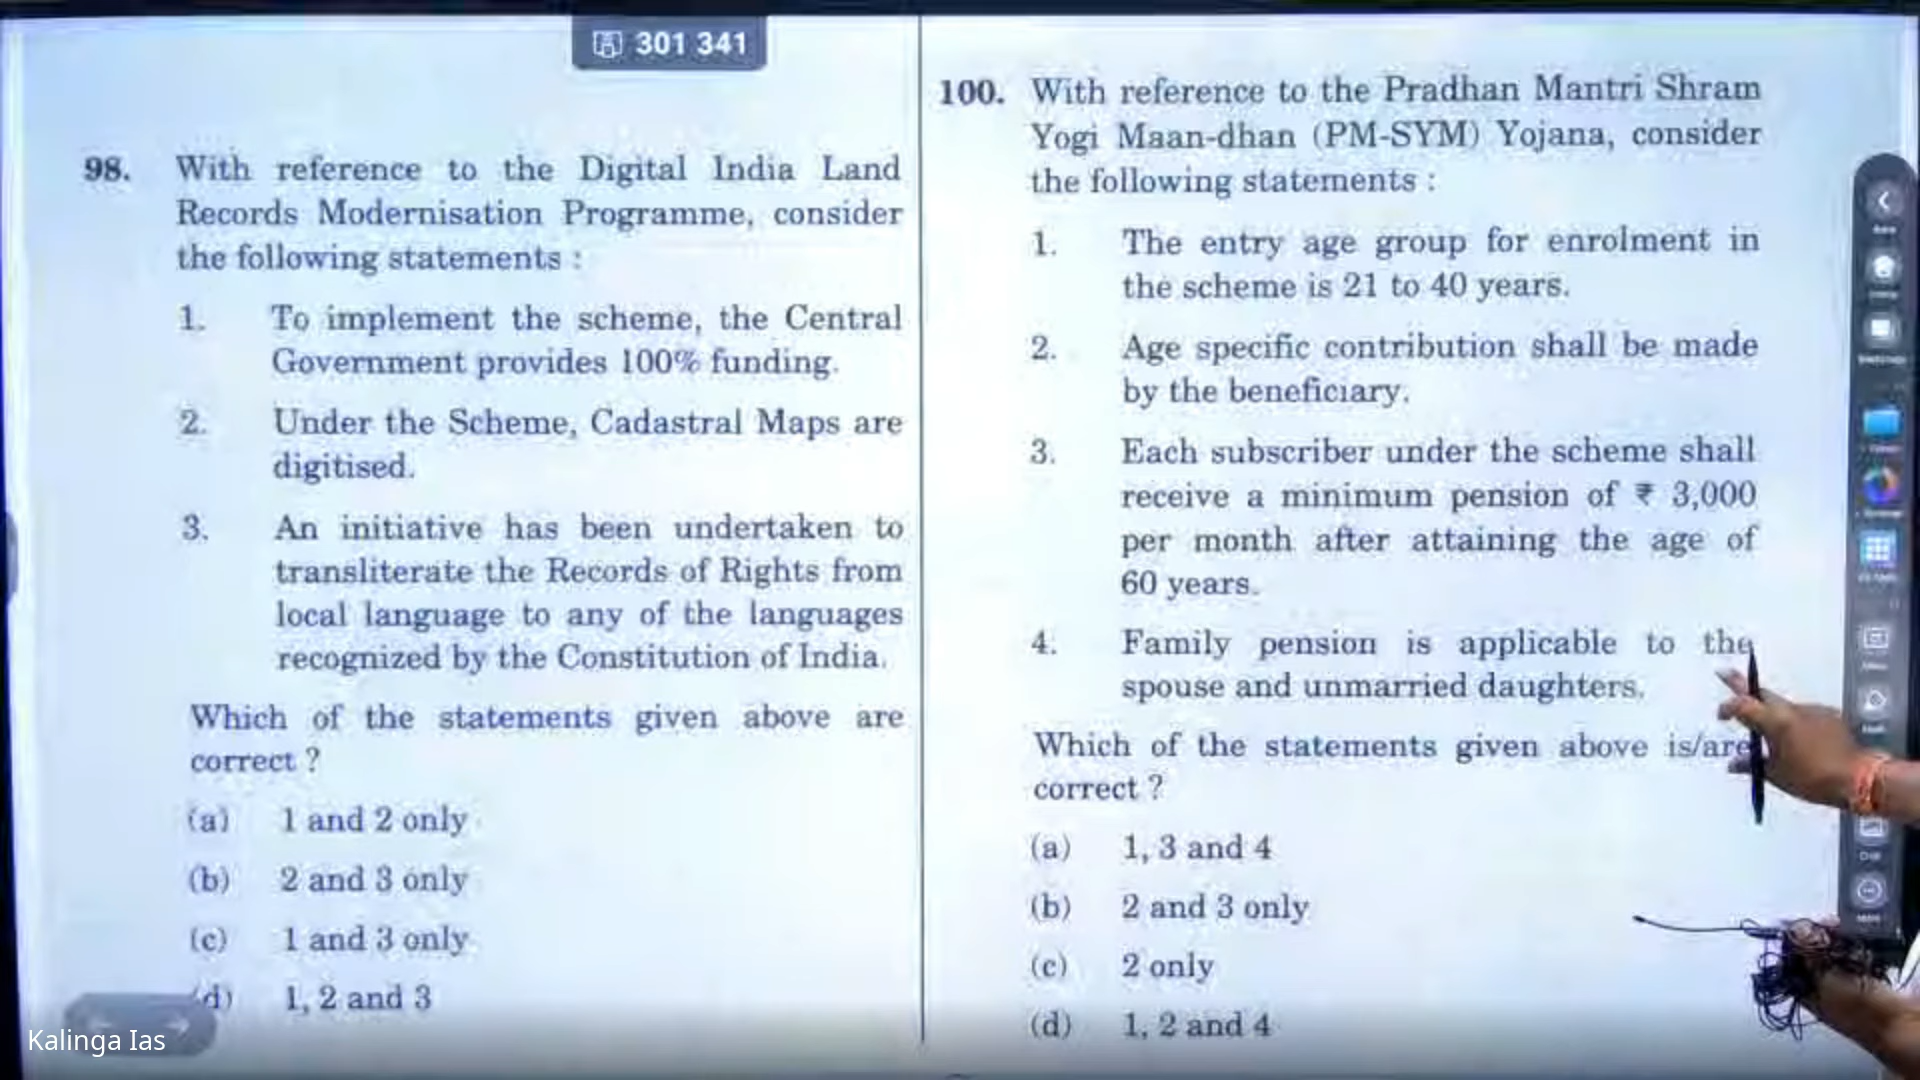 301 341
98. With reference to the Digital India Land
Records Modernisation Programme, consider
the following statements :
1. To implement the scheme, the Central
Government provides 100% funding.
2. Under the Scheme, Cadastral Maps are
digitised.
3. An initiative has been undertaken to
transliterate the Records of Rights from
local language to any of the languages
recognized by the Constitution of India.
Which of the statements given above are
correct ?
(a) 1 and 2 only
(b) 2 and 3 only
(c) 1 and 3 only
(d) 1, 2 and 3
100. With reference to the Pradhan Mantri Shram
Yogi Maan-dhan (PM-SYM) Yojana, consider
the following statements :
1. The entry age group for enrolment in
the scheme is 21 to 40 years.
2. Age specific contribution shall be made
by the beneficiary.
3. Each subscriber under the scheme shall
receive a minimum pension of ₹ 3,000
per month after attaining the age of
60 years.
4. Family pension is applicable to the
spouse and unmarried daughters.
Which of the statements given above is/are
correct ?
(a) 1, 3 and 4
(b) 2 and 3 only
(c) 2 only
(d) 1, 2 and 4
Kalinga Ias